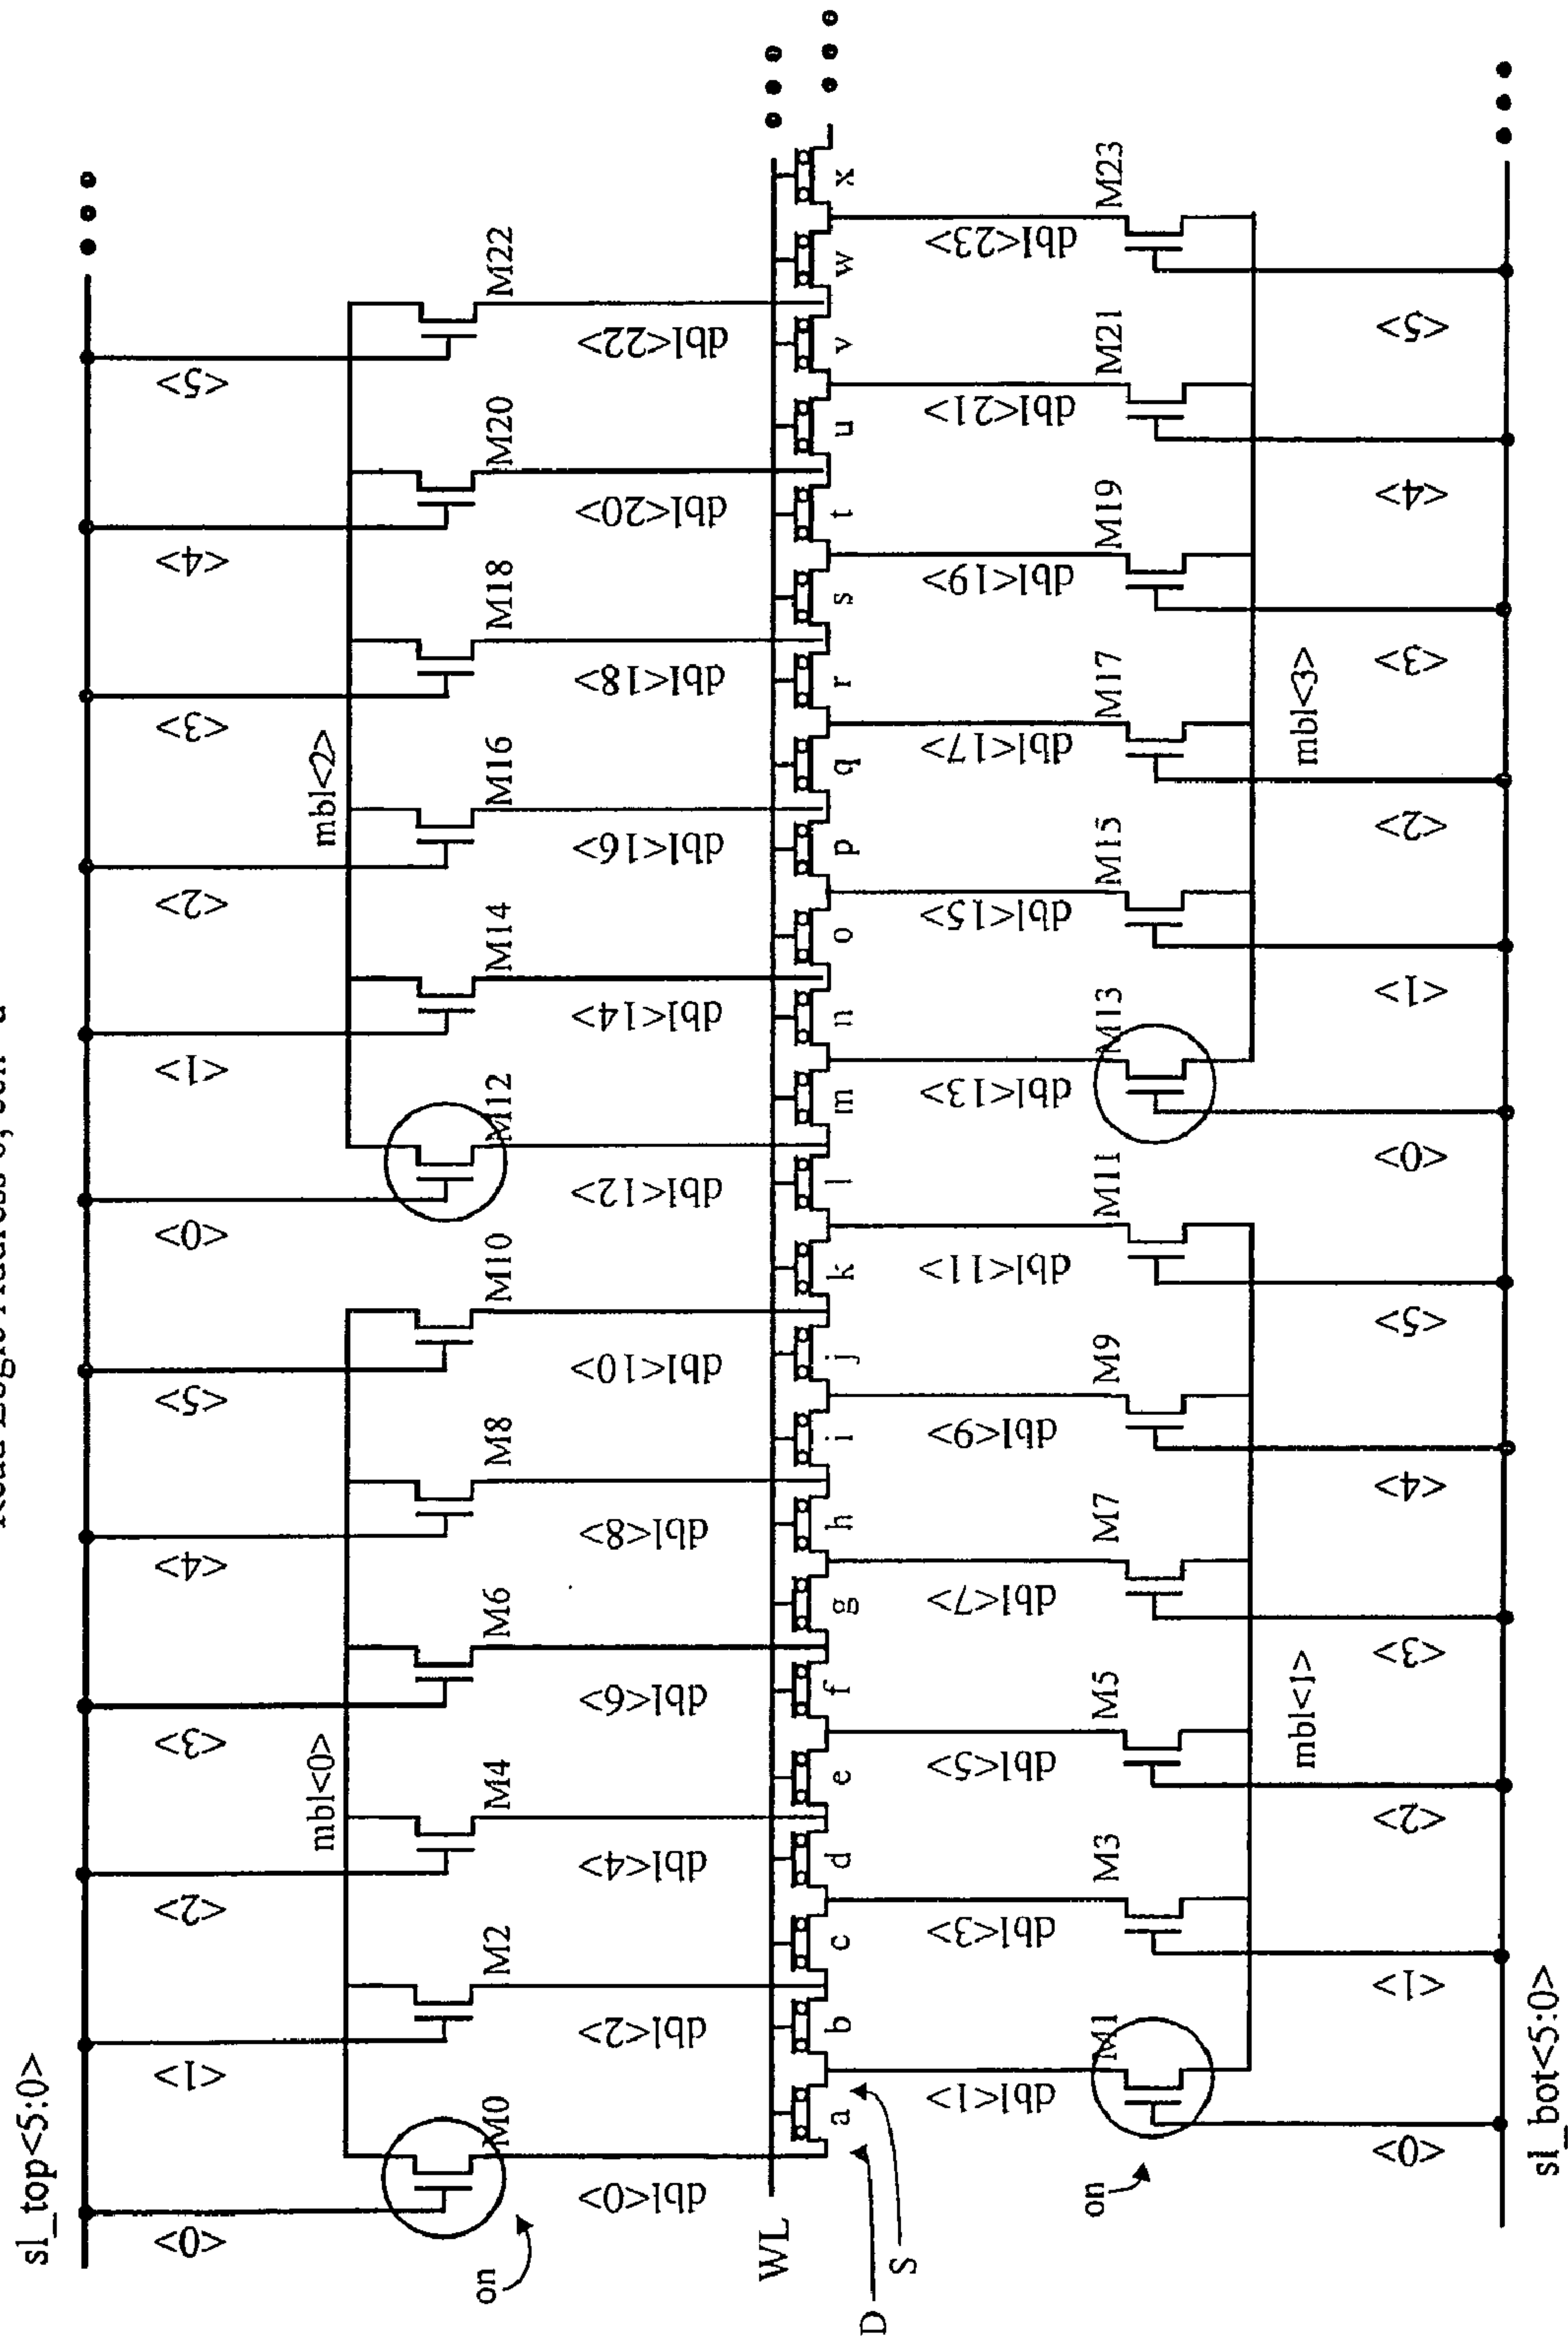 sl_top<5:0>
<0>
<1>
<2>
<3>
<4>
<5>
<0>
<1>
<2>
<3>
<4>
<5>
mbl<0>
mbl<2>
on
M0
M2
M4
M6
M8
M10
M12
M14
M16
M18
M20
M22
dbl<0>
dbl<2>
dbl<4>
dbl<6>
dbl<8>
dbl<10>
dbl<12>
dbl<14>
dbl<16>
dbl<18>
dbl<20>
dbl<22>
WL
a b c d e f g h i j k l m n o p q r s t u v w x
D
S
dbl<1>
dbl<3>
dbl<5>
dbl<7>
dbl<9>
dbl<11>
dbl<13>
dbl<15>
dbl<17>
dbl<19>
dbl<21>
dbl<23>
on
M1
M3
M5
M7
M9
M11
M13
M15
M17
M19
M21
M23
mbl<1>
mbl<3>
<0>
<1>
<2>
<3>
<4>
<5>
<0>
<1>
<2>
<3>
<4>
<5>
sl_bot<5:0>